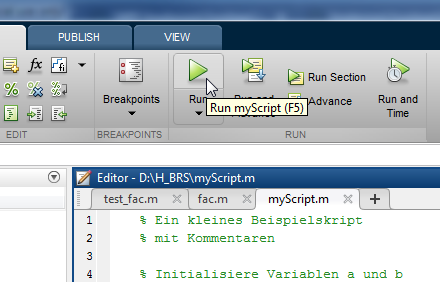 PUBLISH VIEW
fx
Breakpoints Run Run and Advance Run Section Advance Run and Time
Run myScript (F5)
EDIT BREAKPOINTS RUN
Editor - D:\H_BRS\myScript.m
test_fac.m fac.m myScript.m
1 % Ein kleines Beispielskript
2 % mit Kommentaren
3
4 % Initialisiere Variablen a und b